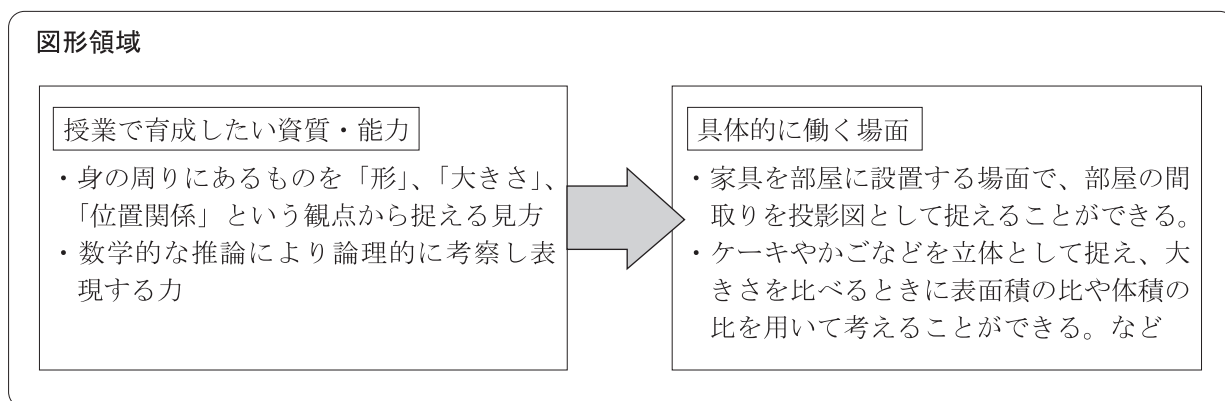 図形領域
授業で育成したい資質・能力
・身の周りにあるものを「形」、「大きさ」、
「位置関係」という観点から捉える見方
・数学的な推論により論理的に考察し表
現する力
具体的に働く場面
・家具を部屋に設置する場面で、部屋の間
取りを投影図として捉えることができる。
・ケーキやかごなどを立体として捉え、大
きさを比べるときに表面積の比や体積の
比を用いて考えることができる。など